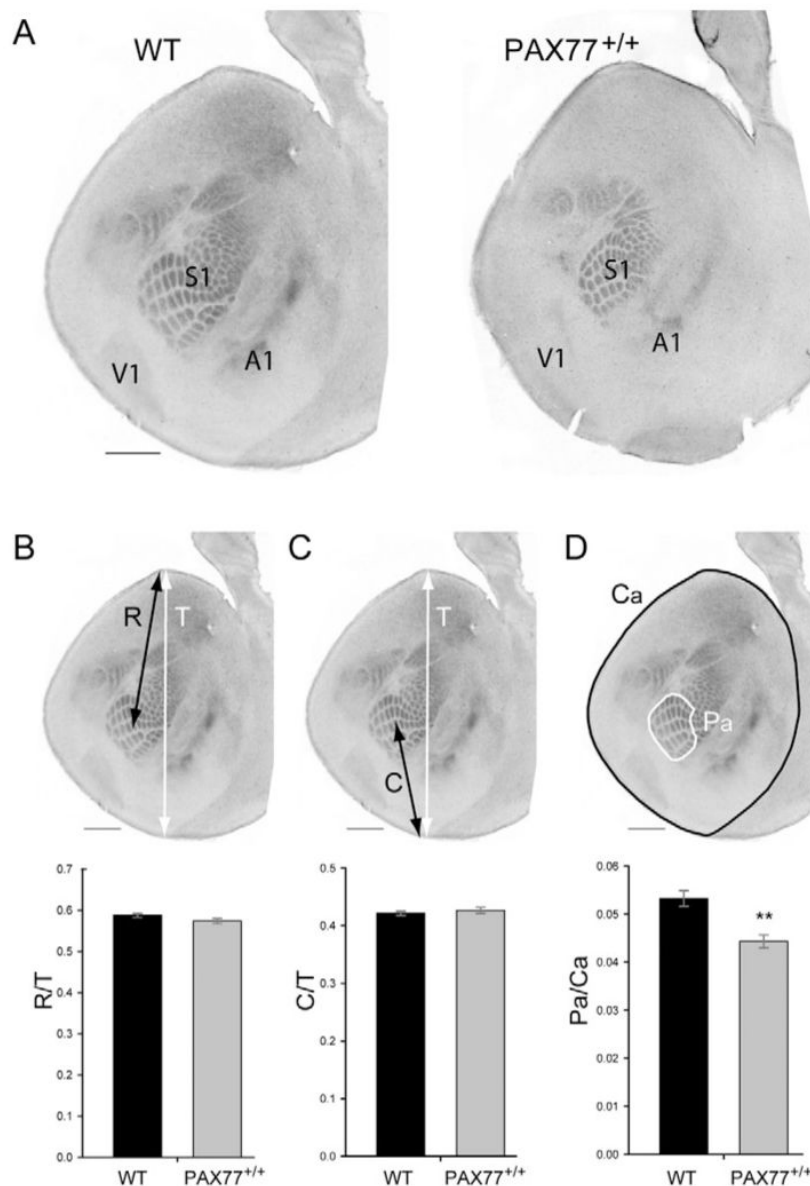 A
WT
PAX77+/+
S1
S1
V1
A1
V1
A1
B
C
D
R
T
T
C
Ca
Pa
0.7
0.6
0.5
0.4
0.3
0.2
0.1
0.0
R/T
WT
PAX77+/+
0.5
0.4
0.3
0.2
0.1
0.0
C/T
WT
PAX77+/+
0.06
0.05
0.04
0.03
0.02
0.01
0.00
Pa/Ca
**
WT
PAX77+/+